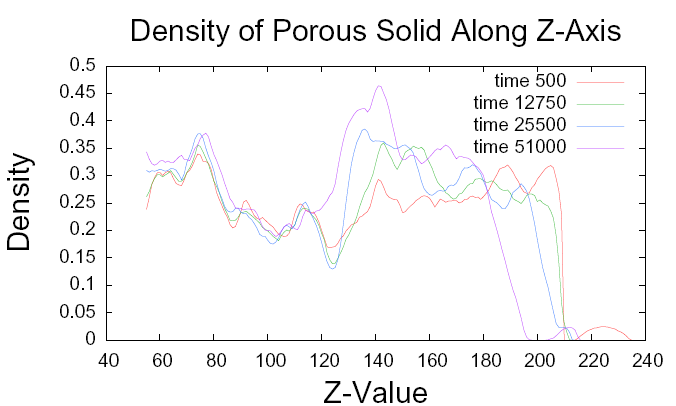 Density of Porous Solid Along Z-Axis
0.5
0.45
0.4
0.35
0.3
0.25
0.2
0.15
0.1
0.05
0
Density
time 500
time 12750
time 25500
time 51000
40 60 80 100 120 140 160 180 200 220 240
Z-Value